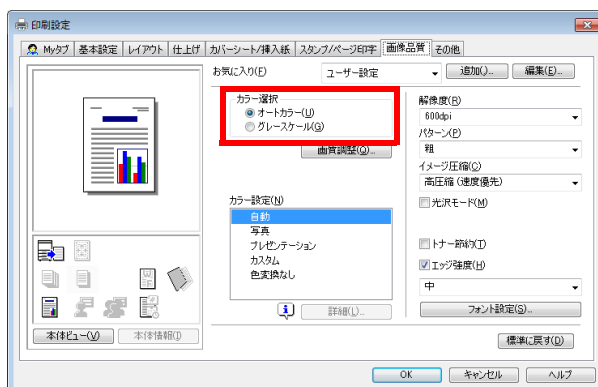 印刷設定
Myタブ 基本設定 レイアウト 仕上げ カバーシート/挿入紙 スタンプ/ページ印字 画像品質 その他
お気に入り(F) ユーザー設定 追加(J)... 編集(E)...
カラー選択
オートカラー(U)
グレースケール(G)
画質調整(Q)...
カラー設定(N)
自動
写真
プレゼンテーション
カスタム
色変換なし
詳細(L)...
解像度(R)
600dpi
パターン(P)
粗
イメージ圧縮(C)
高圧縮 (速度優先)
光沢モード(M)
トナー節約(T)
エッジ強度(H)
中
フォント設定(S)...
本体ビュー(V) 本体情報(I)
標準に戻す(D)
OK キャンセル ヘルプ